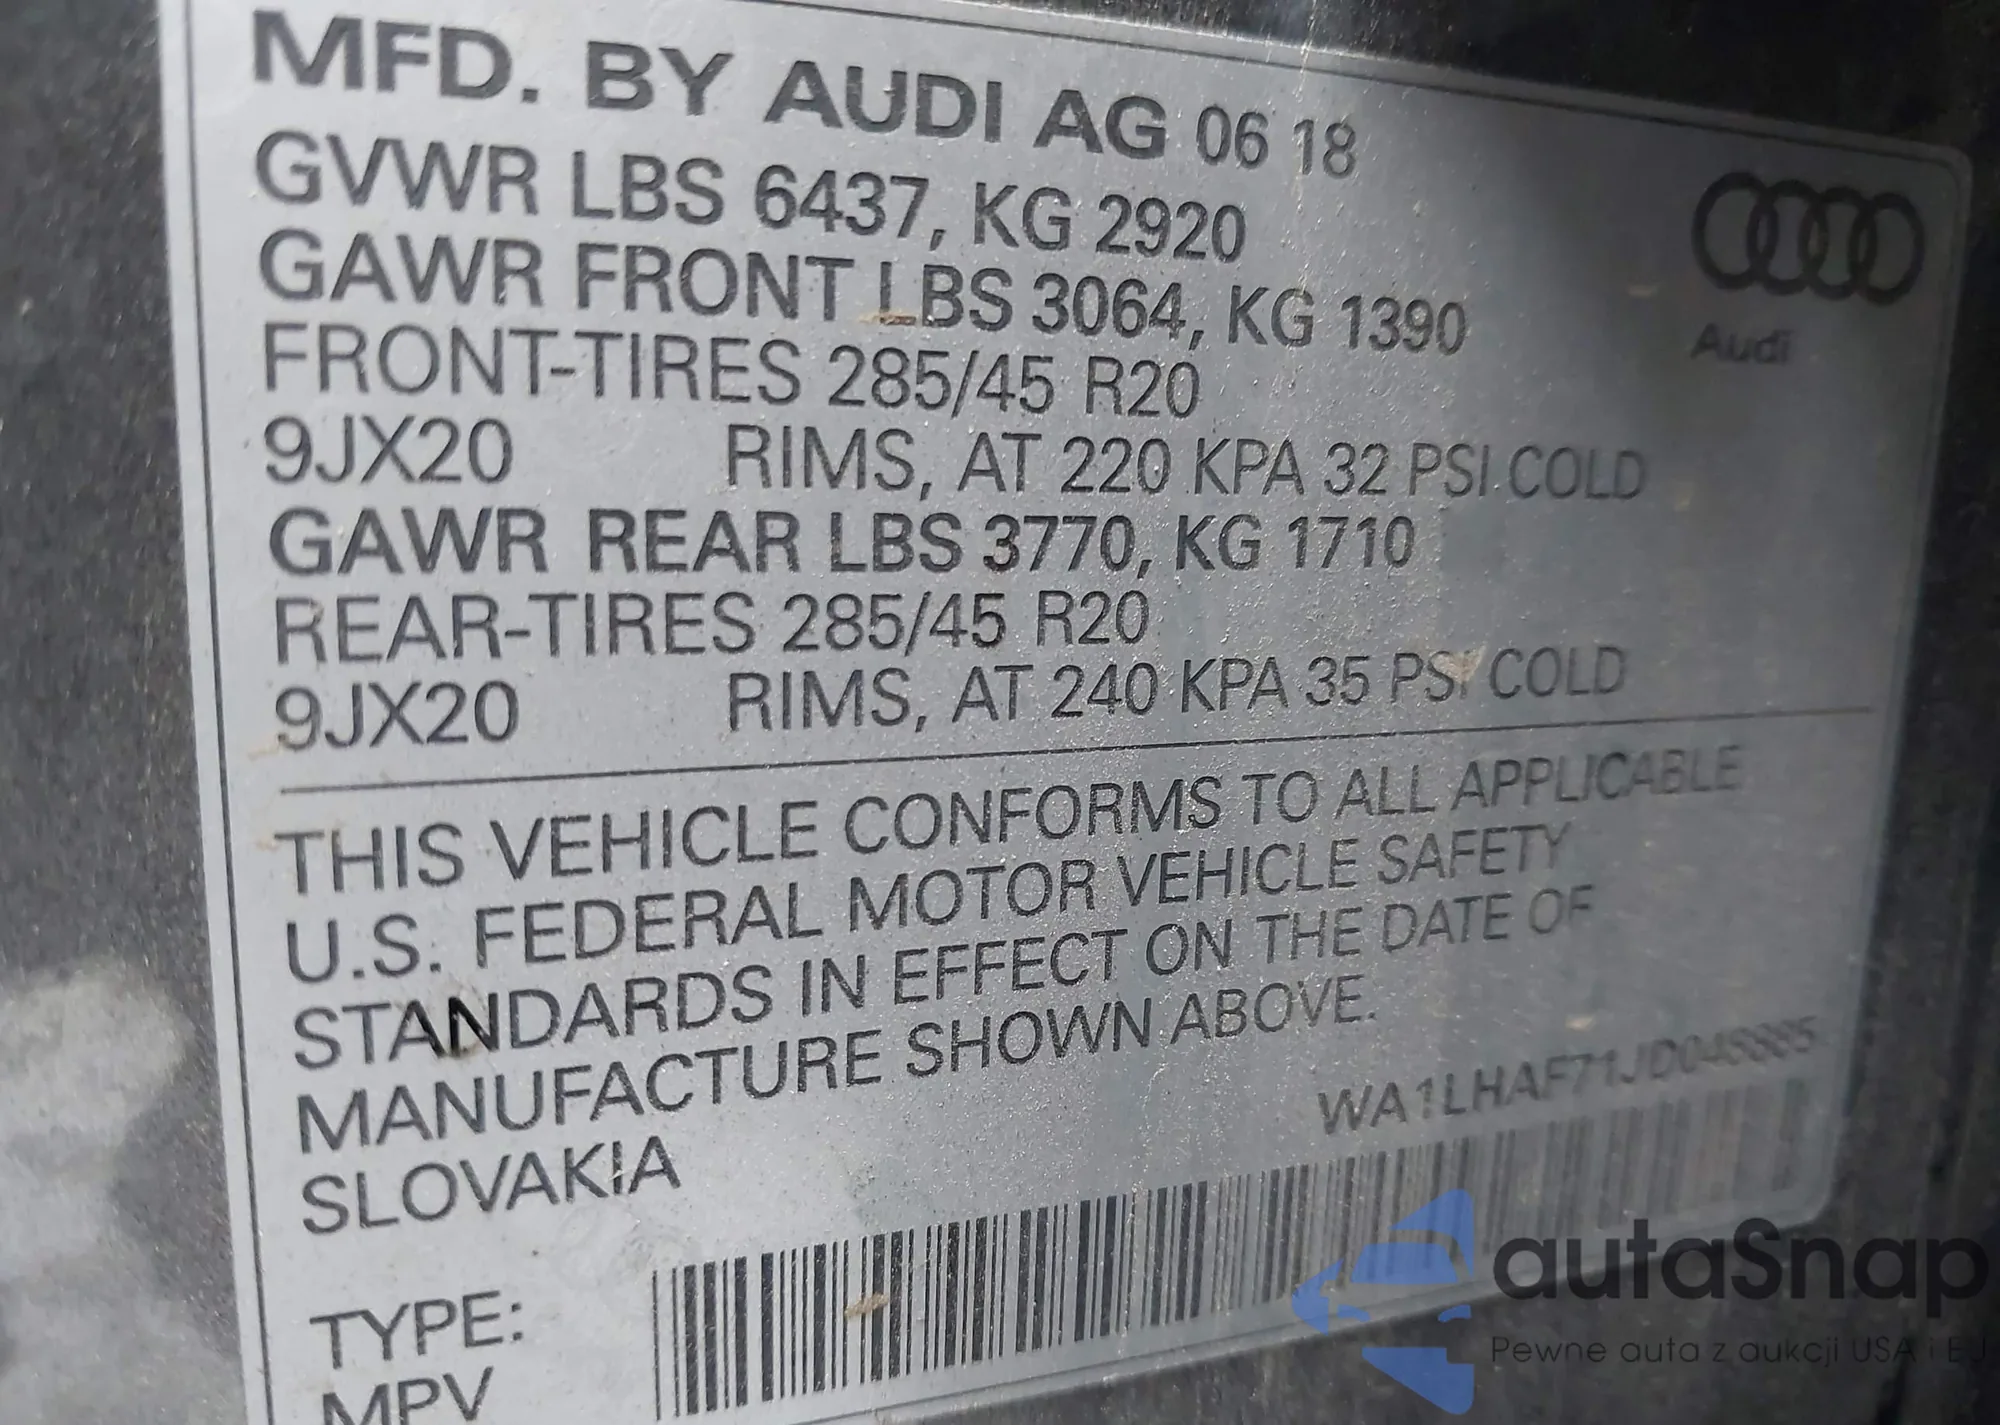 MFD. BY AUDI AG 06 18
GVWR LBS 6437, KG 2920
GAWR FRONT LBS 3064, KG 1390
FRONT-TIRES 285/45 R20
9JX20 RIMS, AT 220 KPA 32 PSI COLD
GAWR REAR LBS 3770, KG 1710
REAR-TIRES 285/45 R20
9JX20 RIMS, AT 240 KPA 35 PSI COLD
Audi
THIS VEHICLE CONFORMS TO ALL APPLICABLE
U.S. FEDERAL MOTOR VEHICLE SAFETY
STANDARDS IN EFFECT ON THE DATE OF
MANUFACTURE SHOWN ABOVE.
SLOVAKIA
TYPE:
MPV
autaSnap
Pewne auta z aukcji USA i EU